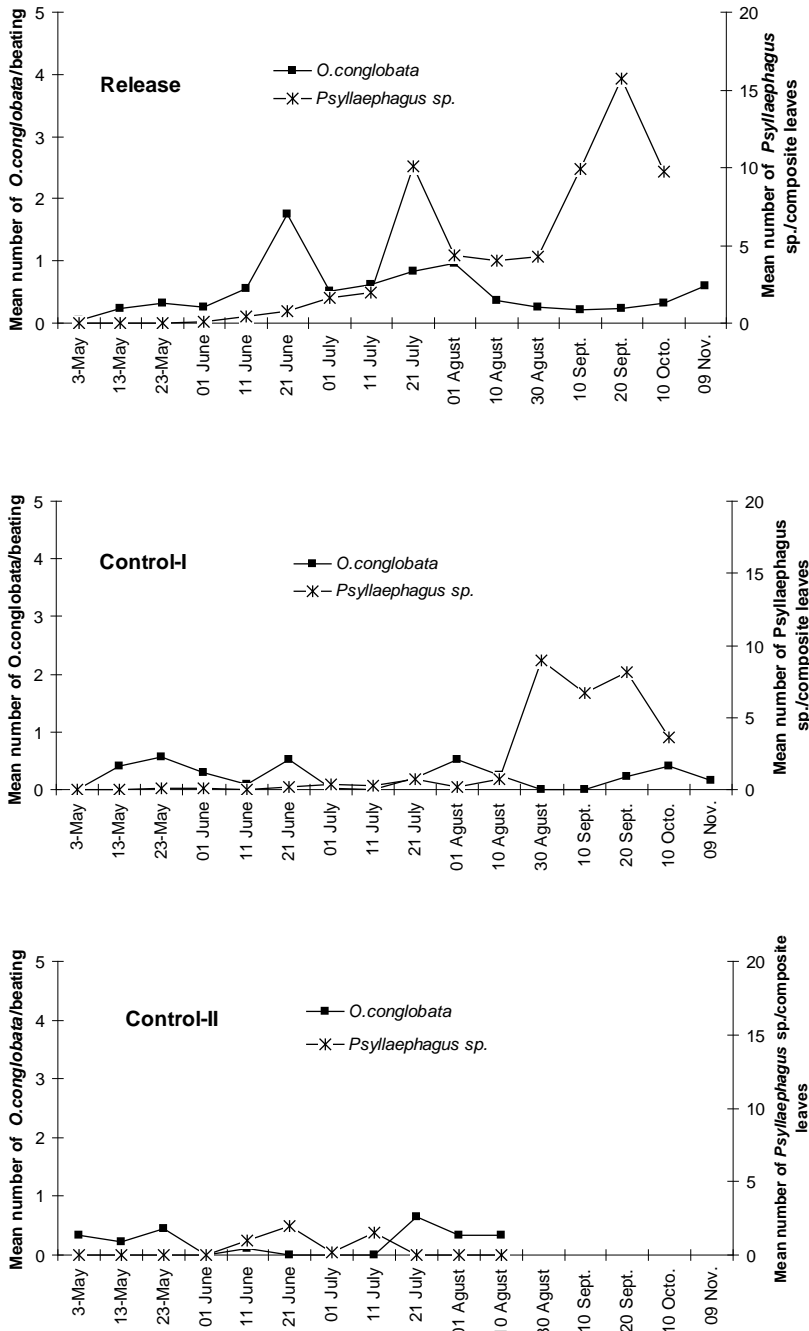 Release
O.conglobata
Psyllaephagus sp.
Mean number of O.conglobata/beating
5
4
3
2
1
0
20
15
10
5
0
Mean number of Psyllaephagus
sp./composite leaves
3-May
13-May
23-May
01 June
11 June
21 June
01 July
11 July
21 July
01 Agust
10 Agust
30 Agust
10 Sept.
20 Sept.
10 Octo.
09 Nov.
Control-I
O.conglobata
Psyllaephagus sp.
Mean number of O.conglobata/beating
5
4
3
2
1
0
20
15
10
5
0
Mean number of Psyllaephagus
sp./composite leaves
3-May
13-May
23-May
01 June
11 June
21 June
01 July
11 July
21 July
01 Agust
10 Agust
30 Agust
10 Sept.
20 Sept.
10 Octo.
09 Nov.
Control-II
O.conglobata
Psyllaephagus sp.
Mean number of O.conglobata/beating
5
4
3
2
1
0
20
15
10
5
0
Mean number of Psyllaephagus sp./composite
leaves
3-May
13-May
23-May
01 June
11 June
21 June
01 July
11 July
21 July
01 Agust
10 Agust
30 Agust
10 Sept.
20 Sept.
10 Octo.
09 Nov.